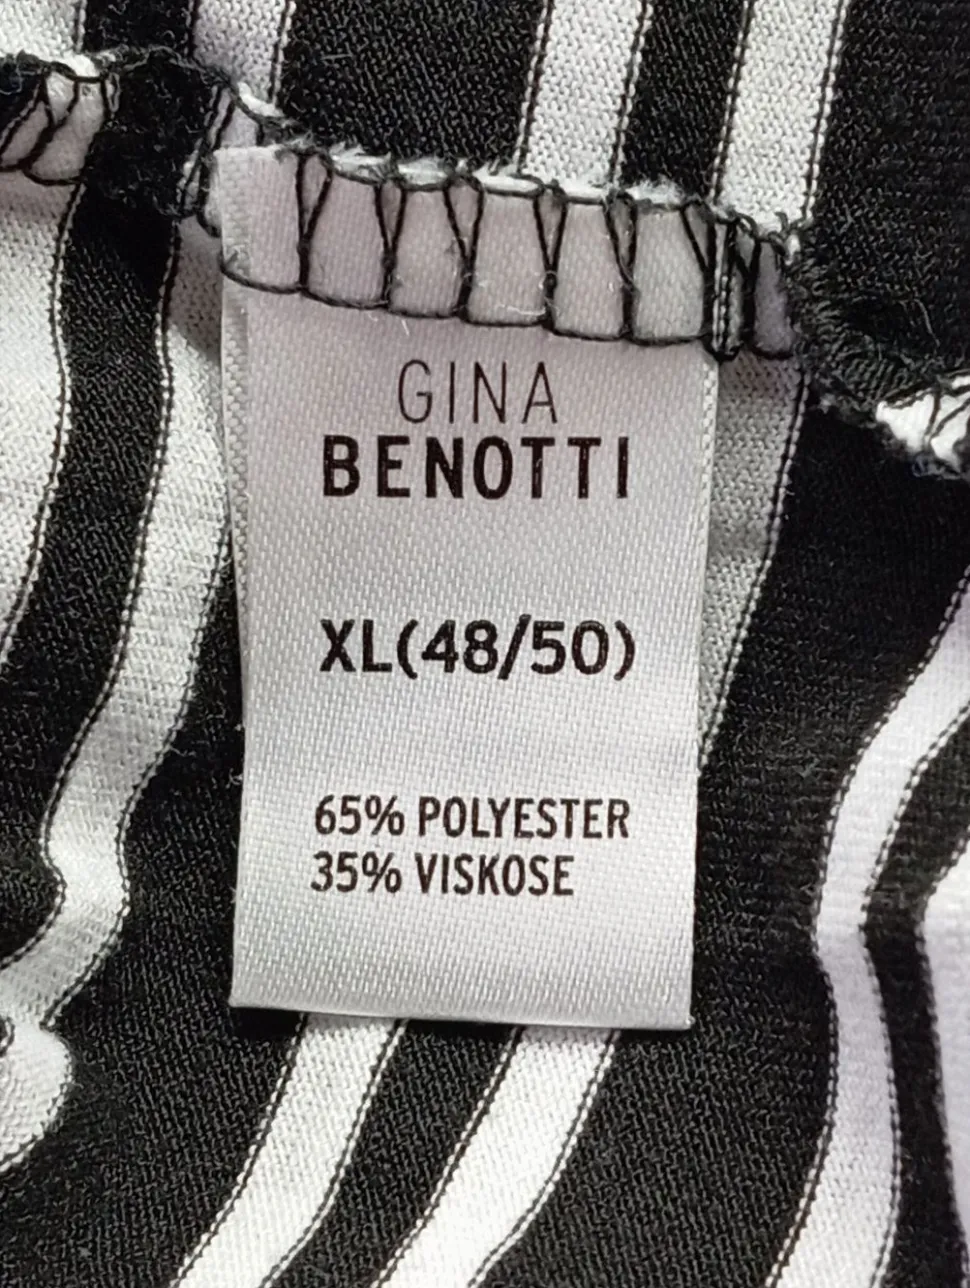 GINA
BENOTTI
XL(48/50)
65% POLYESTER
35% VISKOSE